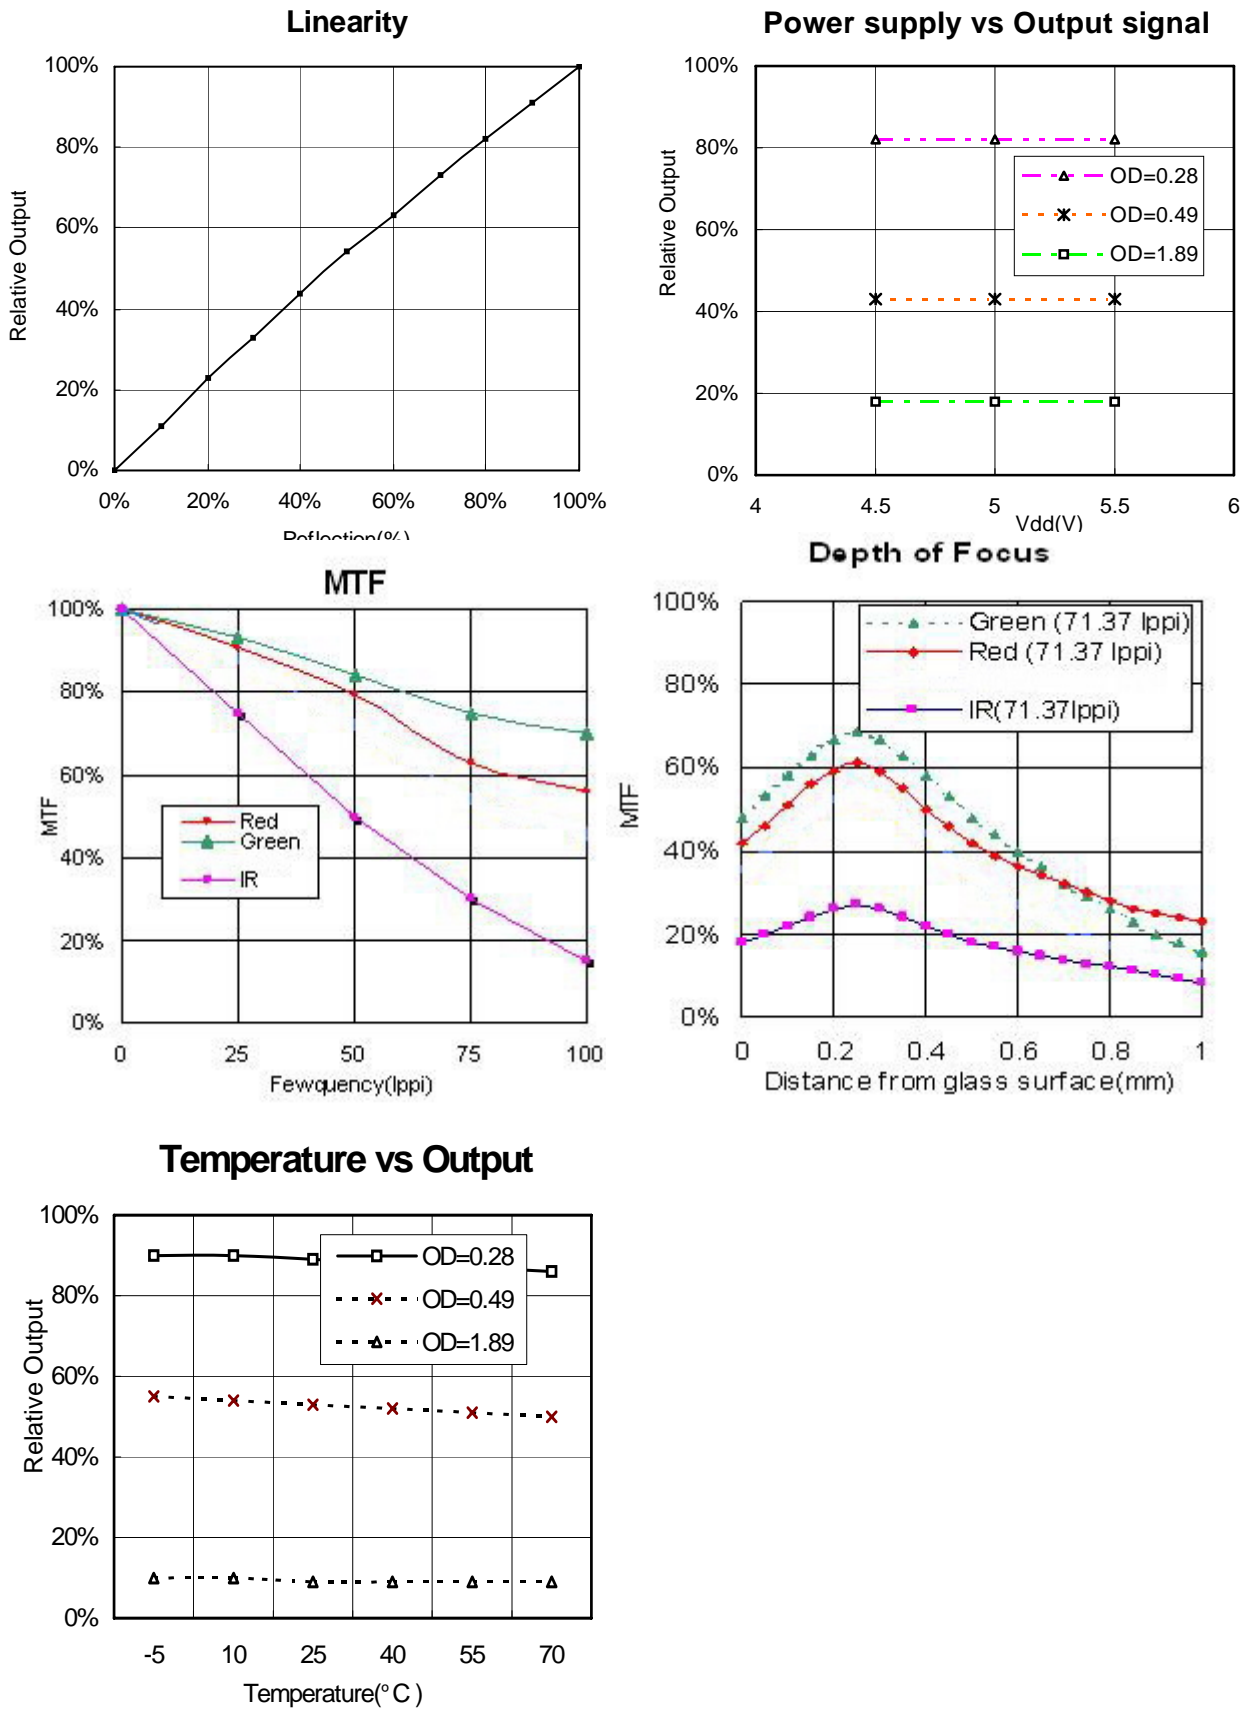 Linearity
100%
80%
60%
40%
20%
0%
Relative Output
0% 20% 40% 60% 80% 100%
Reflection(%)
Power supply vs Output signal
100%
80%
60%
40%
20%
0%
Relative Output
OD=0.28
OD=0.49
OD=1.89
4 4.5 5 5.5 6
Vdd(V)
MTF
100%
80%
60%
40%
20%
0%
MTF
Red
Green
IR
0 25 50 75 100
Fewquency(lppi)
Depth of Focus
100%
80%
60%
40%
20%
0%
MTF
Green (71.37 lppi)
Red (71.37 lppi)
IR(71.37lppi)
0 0.2 0.4 0.6 0.8 1
Distance from glass surface(mm)
Temperature vs Output
100%
80%
60%
40%
20%
0%
Relative Output
OD=0.28
OD=0.49
OD=1.89
-5 10 25 40 55 70
Temperature(°C)